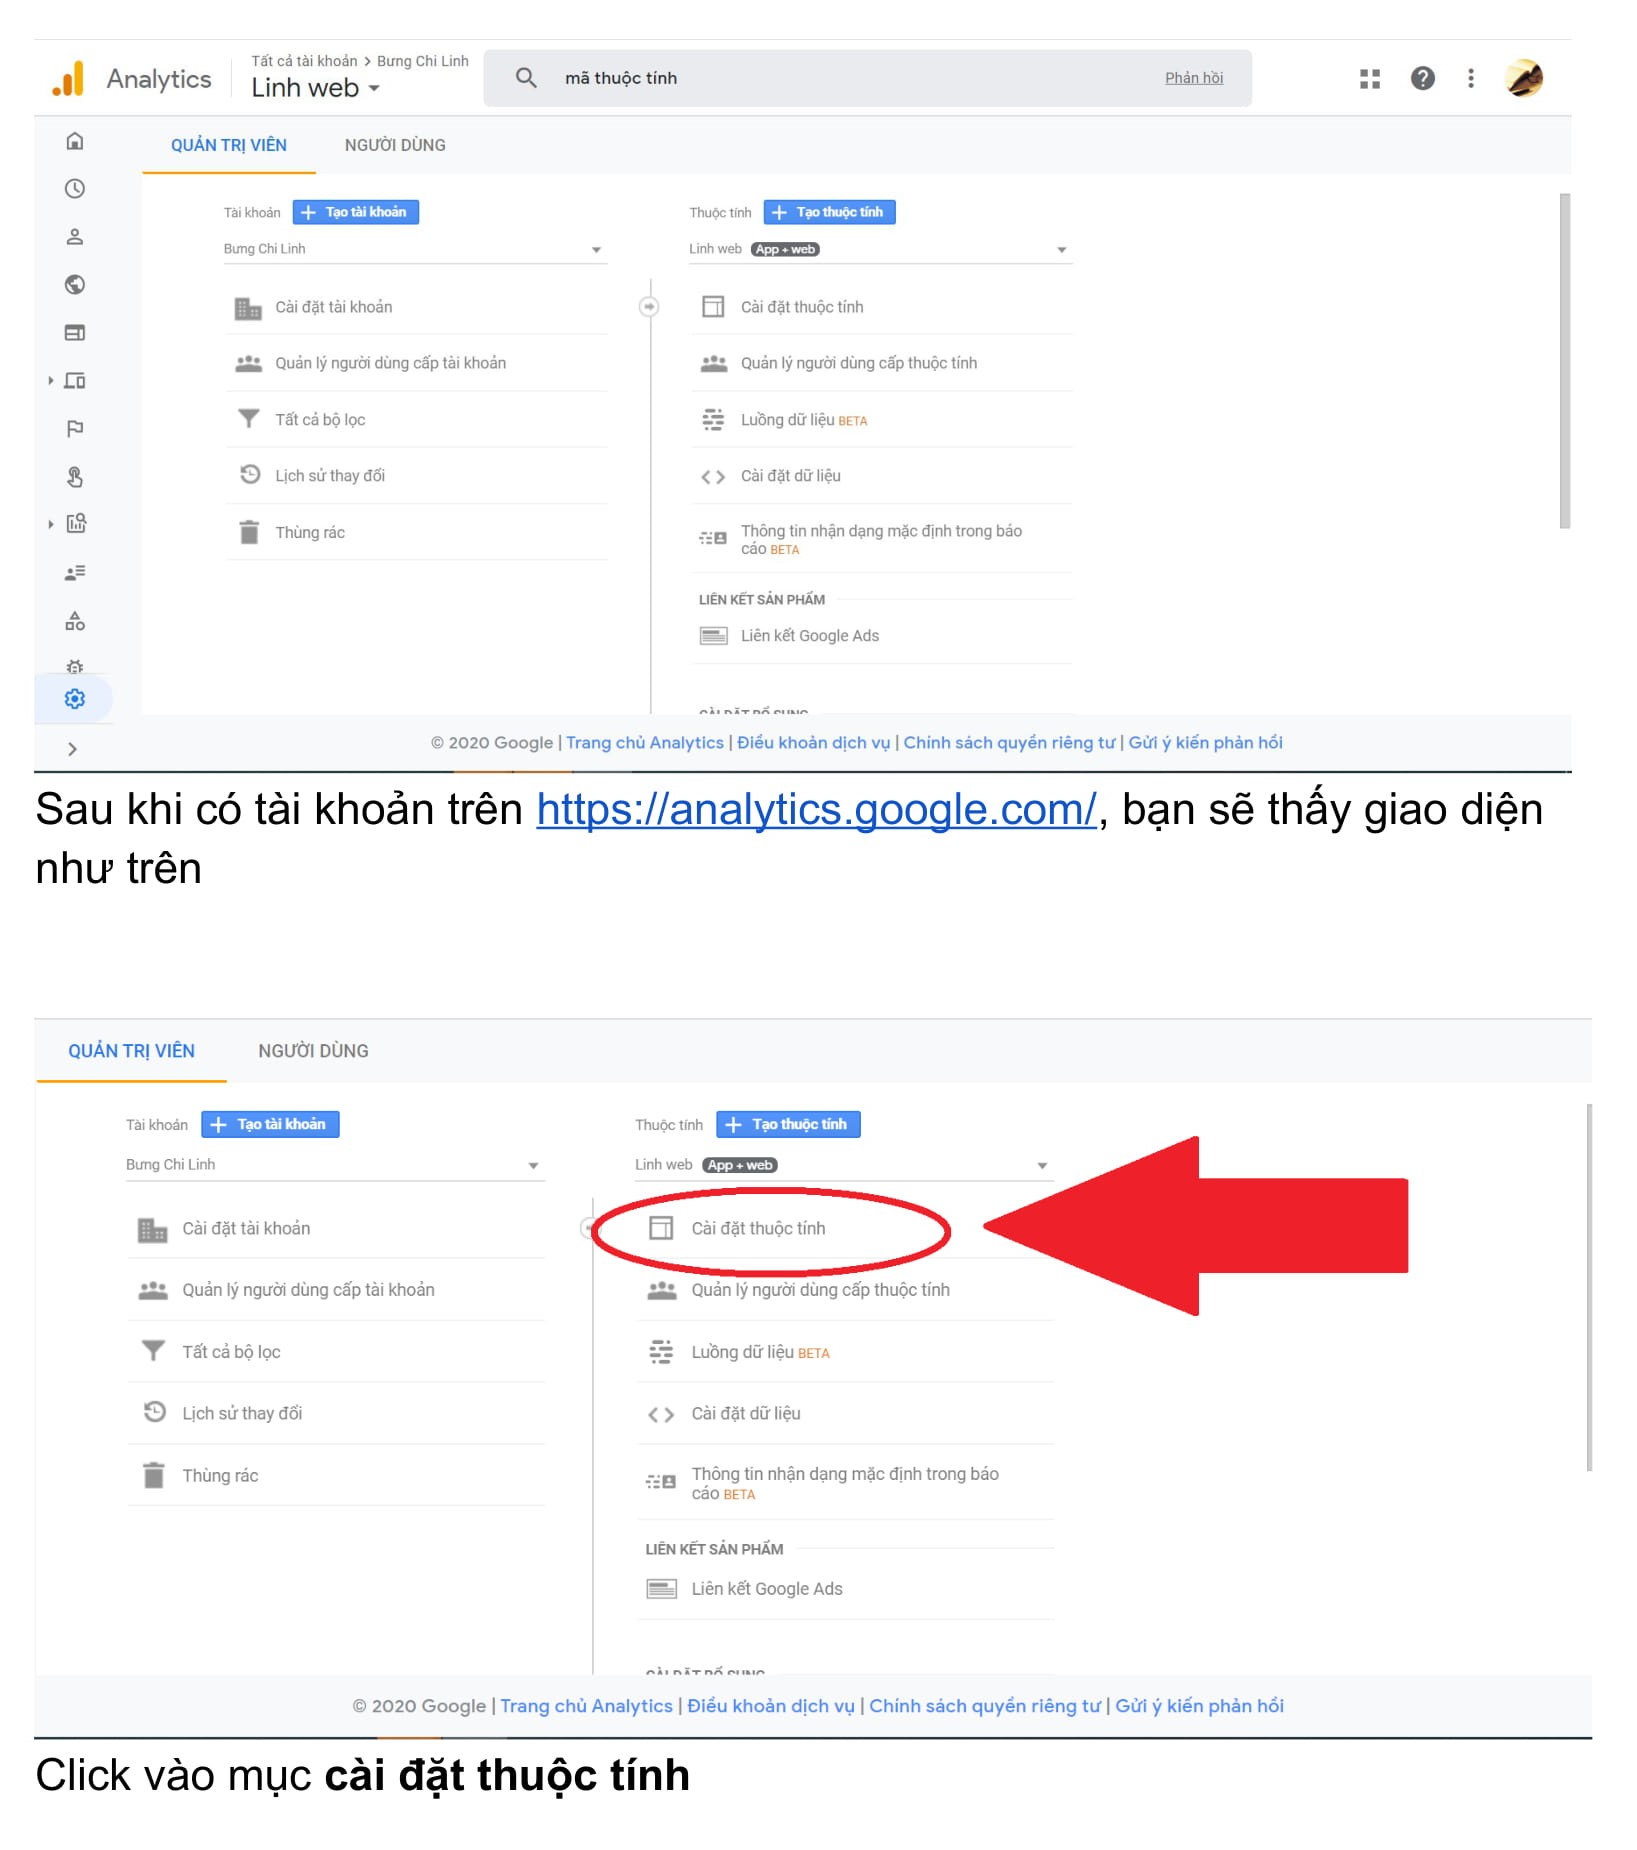 Analytics
Tất cả tài khoản > Bưng Chi Linh
Linh web
mã thuộc tính
Phản hồi
QUẢN TRỊ VIÊN
NGƯỜI DÙNG
Tài khoản
+ Tạo tài khoản
Thuộc tính
+ Tạo thuộc tính
Bưng Chi Linh
Linh web App + web
Cài đặt tài khoản
Cài đặt thuộc tính
Quản lý người dùng cấp tài khoản
Quản lý người dùng cấp thuộc tính
Tất cả bộ lọc
Luồng dữ liệu BETA
Lịch sử thay đổi
Cài đặt dữ liệu
Thùng rác
Thông tin nhận dạng mặc định trong báo
cáo BETA
LIÊN KẾT SẢN PHẨM
Liên kết Google Ads
CÀI ĐẶT BỔ SUNG
© 2020 Google | Trang chủ Analytics | Điều khoản dịch vụ | Chính sách quyền riêng tư | Gửi ý kiến phản hồi
Sau khi có tài khoản trên https://analytics.google.com/, bạn sẽ thấy giao diện
như trên
QUẢN TRỊ VIÊN
NGƯỜI DÙNG
Tài khoản
+ Tạo tài khoản
Thuộc tính
+ Tạo thuộc tính
Bưng Chi Linh
Linh web App + web
Cài đặt tài khoản
Cài đặt thuộc tính
Quản lý người dùng cấp tài khoản
Quản lý người dùng cấp thuộc tính
Tất cả bộ lọc
Luồng dữ liệu BETA
Lịch sử thay đổi
Cài đặt dữ liệu
Thùng rác
Thông tin nhận dạng mặc định trong báo
cáo BETA
LIÊN KẾT SẢN PHẨM
Liên kết Google Ads
CÀI ĐẶT BỔ SUNG
© 2020 Google | Trang chủ Analytics | Điều khoản dịch vụ | Chính sách quyền riêng tư | Gửi ý kiến phản hồi
Click vào mục cài đặt thuộc tính